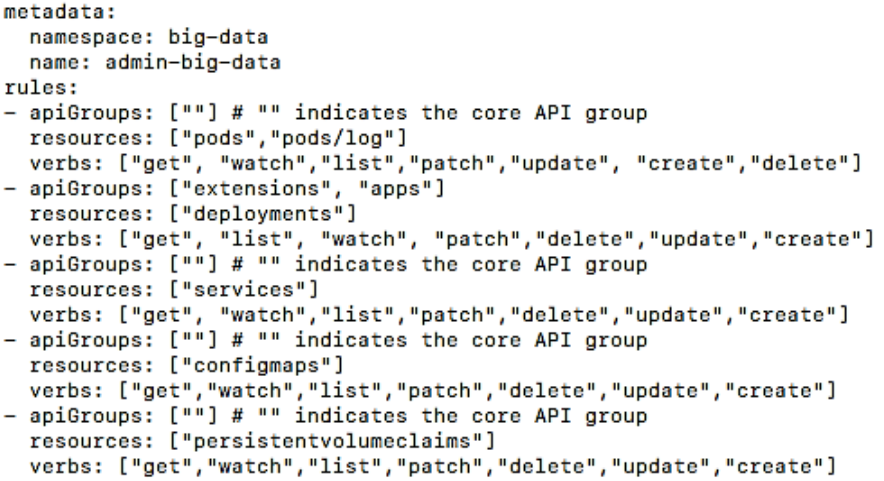 metadata:
  namespace: big-data
  name: admin-big-data
rules:
- apiGroups: [""] # "" indicates the core API group
  resources: ["pods","pods/log"]
  verbs: ["get", "watch","list","patch","update", "create","delete"]
- apiGroups: ["extensions", "apps"]
  resources: ["deployments"]
  verbs: ["get", "list", "watch", "patch","delete","update","create"]
- apiGroups: [""] # "" indicates the core API group
  resources: ["services"]
  verbs: ["get", "watch","list","patch","delete","update","create"]
- apiGroups: [""] # "" indicates the core API group
  resources: ["configmaps"]
  verbs: ["get","watch","list","patch","delete","update","create"]
- apiGroups: [""] # "" indicates the core API group
  resources: ["persistentvolumeclaims"]
  verbs: ["get","watch","list","patch","delete","update","create"]